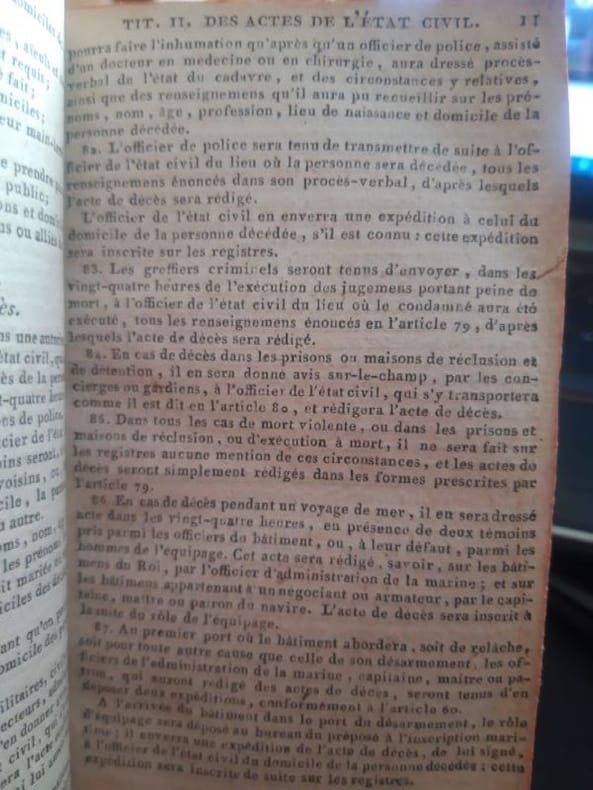 TIT. II. DES ACTES DE L'ÉTAT CIVIL. 11
pourra faire l'inhumation qu'après qu'un officier de police, assisté
d'un docteur en médecine ou en chirurgie, aura dressé procès-
verbal de l'état du cadavre, et des circonstances y relatives,
ainsi que des renseignemens qu'il aura pu recueillir sur les pré-
noms, nom, âge, profession, lieu de naissance et domicile de la
personne décédée.
82. L'officier de police sera tenu de transmettre de suite à l'of-
ficier de l'état civil du lieu où la personne sera décédée, tous les
renseignemens énoncés dans son procès-verbal, d'après lesquels
l'acte de décès sera rédigé.
L'officier de l'état civil en enverra une expédition à celui du
domicile de la personne décédée, s'il est connu : cette expédition
sera inscrite sur les registres.
83. Les greffiers criminels seront tenus d'envoyer, dans les
vingt-quatre heures de l'exécution des jugemens portant peine de
mort, à l'officier de l'état civil du lieu où le condamné aura été
exécuté, tous les renseignemens énoncés en l'article 79, d'après
lesquels l'acte de décès sera rédigé.
84. En cas de décès dans les prisons ou maisons de réclusion et
de détention, il en sera donné avis sur-le-champ, par les con-
cierges ou gardiens, à l'officier de l'état civil, qui s'y transportera
comme il est dit en l'article 80, et rédigera l'acte de décès.
85. Dans tous les cas de mort violente, ou dans les prisons et
maisons de réclusion, ou d'exécution à mort, il ne sera fait sur
les registres aucune mention de ces circonstances, et les actes de
décès seront simplement rédigés dans les formes prescrites par
l'article 79.
86. En cas de décès pendant un voyage de mer, il en sera dressé
acte dans les vingt-quatre heures, en présence de deux témoins
pris parmi les officiers du bâtiment, ou, à leur défaut, parmi les
hommes de l'équipage. Cet acte sera rédigé, savoir, sur les bâti-
mens du Roi, par l'officier d'administration de la marine; et sur
les bâtimens appartenant à un négociant ou armateur, par le capi-
taine, maître ou patron du navire. L'acte de décès sera inscrit à
la suite du rôle de l'équipage.
87. Au premier port où le bâtiment abordera, soit de relâche,
soit pour toute autre cause que celle de son désarmement, les of-
ficiers de l'administration de la marine, capitaine, maître ou pa-
tron, qui auront rédigé des actes de décès, seront tenus d'en
déposer deux expéditions, conformément à l'article 60.
A l'arrivée du bâtiment dans le port du désarmement, le rôle
d'équipage sera déposé au bureau du préposé à l'inscription mari-
time; il enverra une expédition de l'acte de décès, de lui signé,
à l'officier de l'état civil du domicile de la personne décédée : cette
expédition sera inscrite de suite sur les registres.